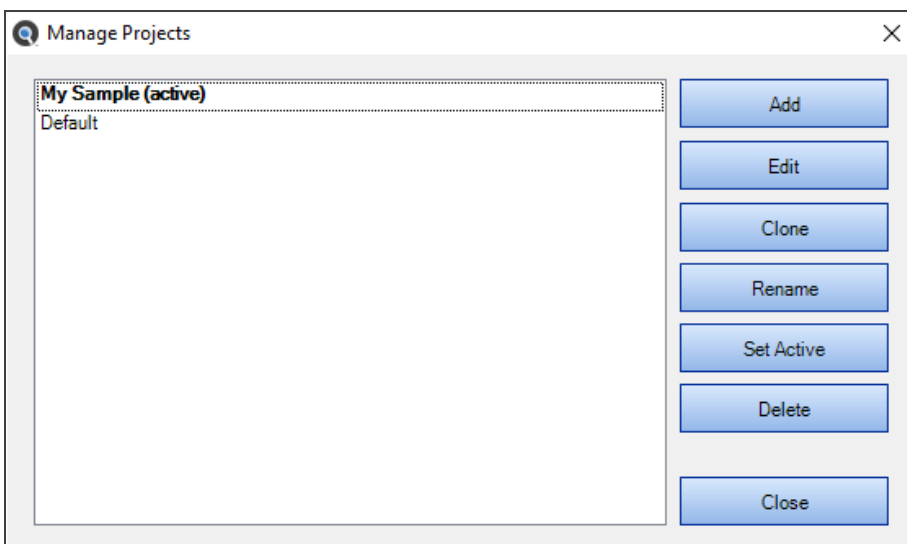 Manage Projects
My Sample (active)
Default
Add
Edit
Clone
Rename
Set Active
Delete
Close